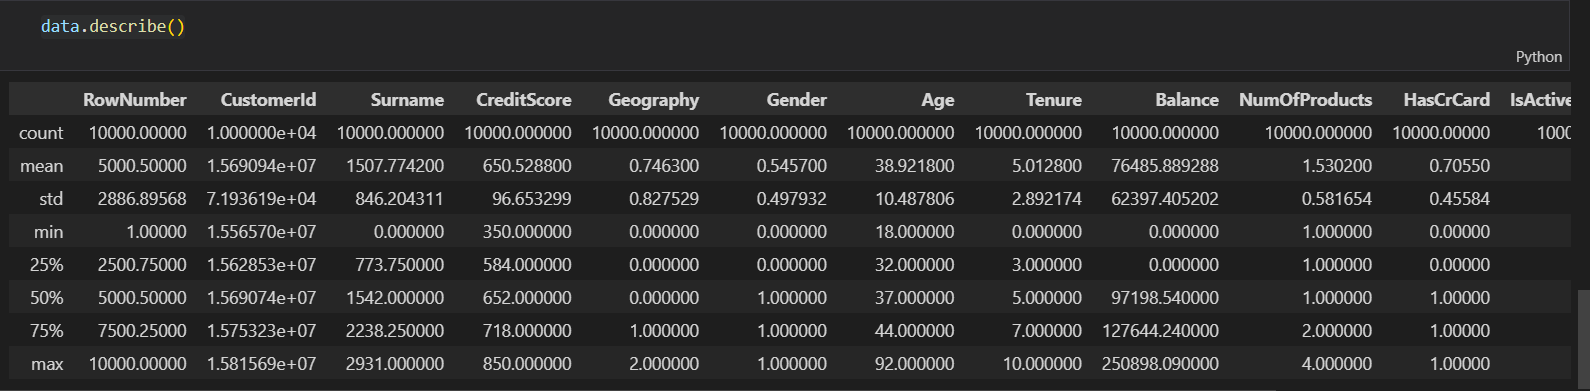 data.describe()
Python
RowNumber CustomerId Surname CreditScore Geography Gender Age Tenure Balance NumOfProducts HasCrCard IsActive
count 10000.00000 1.000000e+04 10000.000000 10000.000000 10000.000000 10000.000000 10000.000000 10000.000000 10000.000000 10000.000000 10000.00000 1000
mean 5000.50000 1.569094e+07 1507.774200 650.528800 0.746300 0.545700 38.921800 5.012800 76485.889288 1.530200 0.70550
std 2886.89568 7.193619e+04 846.204311 96.653299 0.827529 0.497932 10.487806 2.892174 62397.405202 0.581654 0.45584
min 1.00000 1.556570e+07 0.000000 350.000000 0.000000 0.000000 18.000000 0.000000 0.000000 1.000000 0.00000
25% 2500.75000 1.562853e+07 773.750000 584.000000 0.000000 0.000000 32.000000 3.000000 0.000000 1.000000 0.00000
50% 5000.50000 1.569074e+07 1542.000000 652.000000 0.000000 1.000000 37.000000 5.000000 97198.540000 1.000000 1.00000
75% 7500.25000 1.575323e+07 2238.250000 718.000000 1.000000 1.000000 44.000000 7.000000 127644.240000 2.000000 1.00000
max 10000.00000 1.581569e+07 2931.000000 850.000000 2.000000 1.000000 92.000000 10.000000 250898.090000 4.000000 1.00000